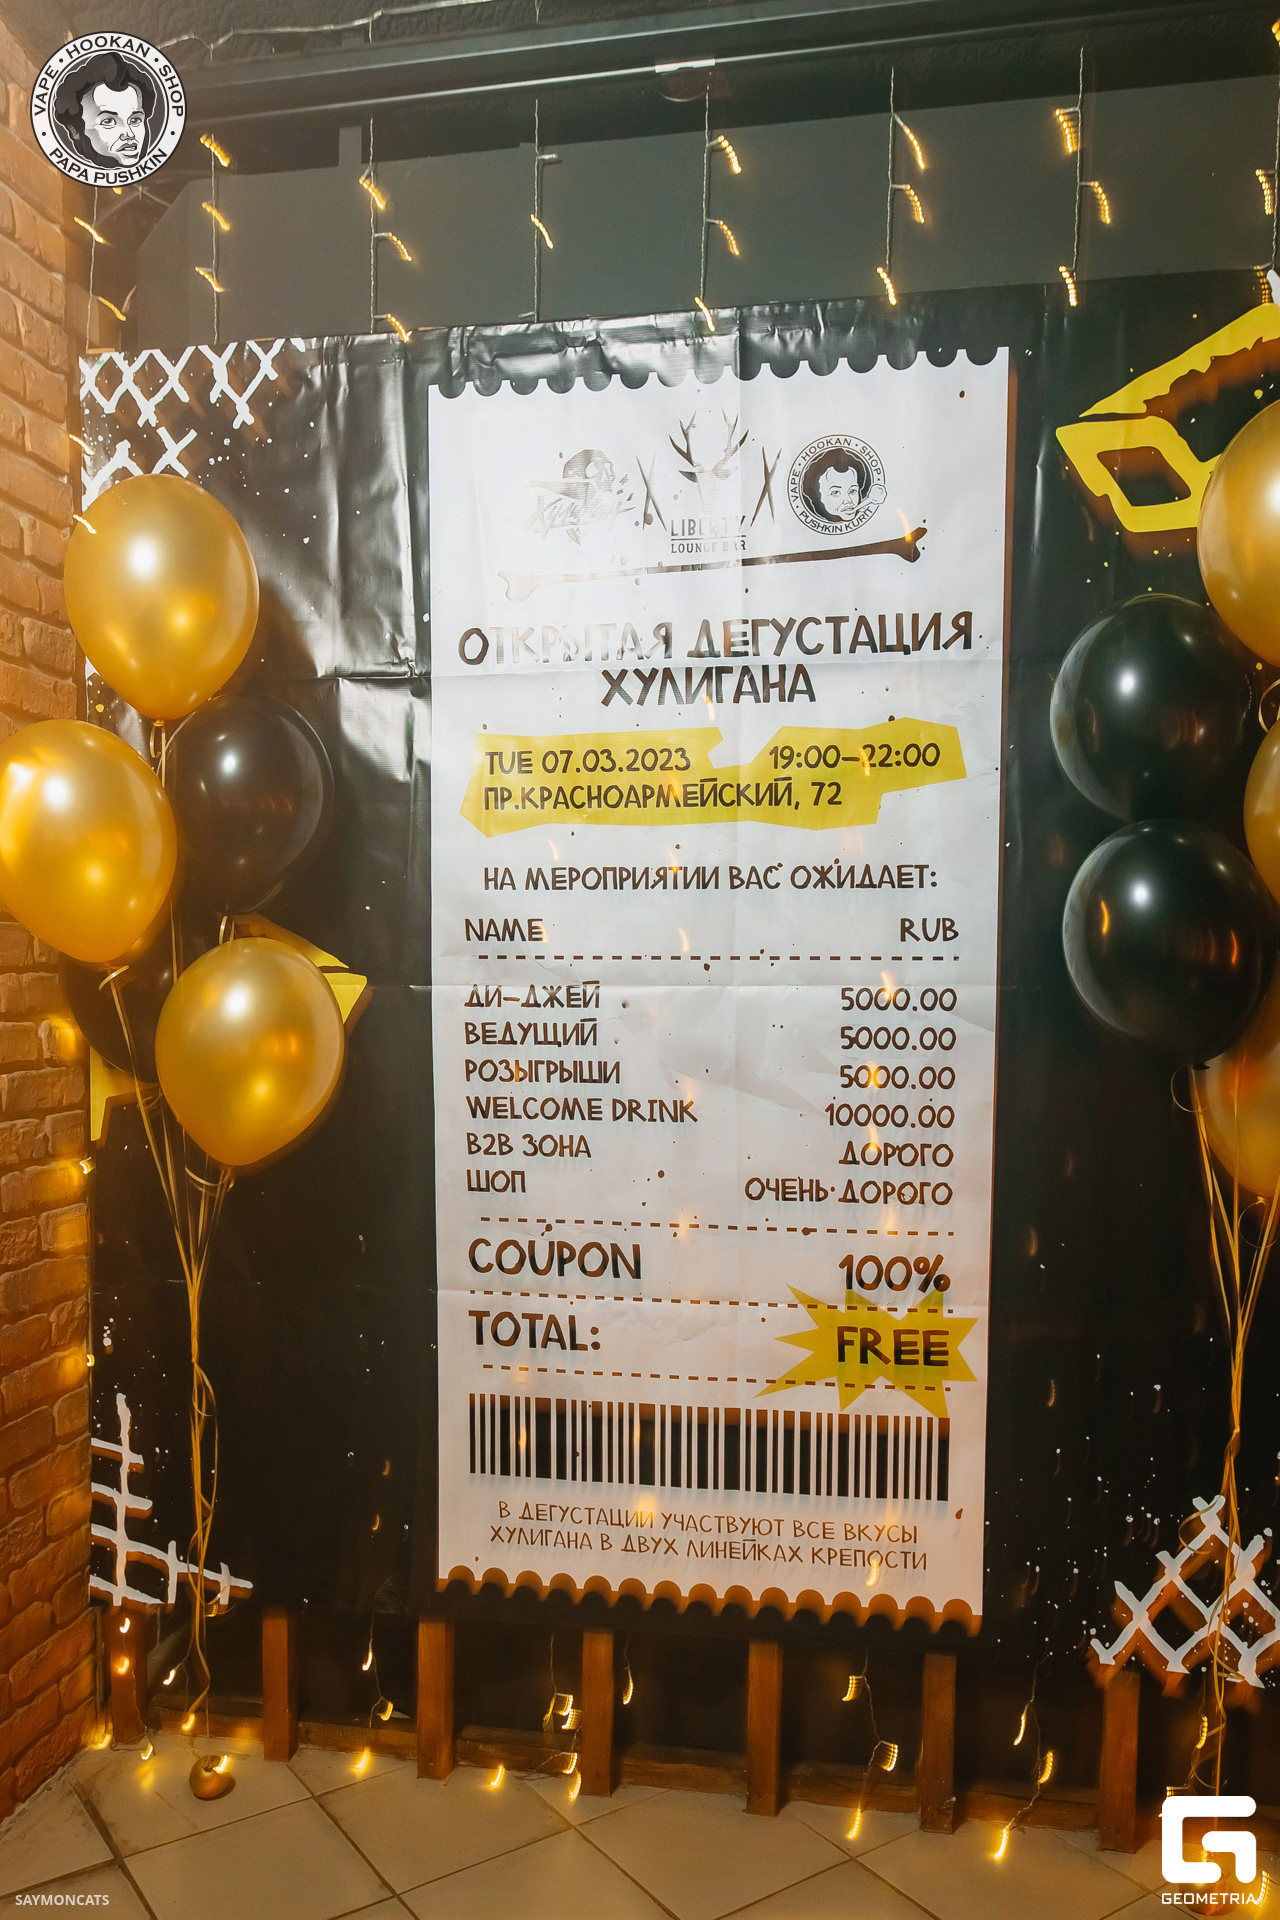 VAPE · HOOKAN · SHOP
PAPA PUSHKIN
Хулиган
LIBERTY
LOUNGE BAR
VAPE · HOOKAN · SHOP
PUSHKIN KURIT
ОТКРЫТАЯ ДЕГУСТАЦИЯ
ХУЛИГАНА
TUE 07.03.2023 19:00–22:00
ПР.КРАСНОАРМЕЙСКИЙ, 72
НА МЕРОПРИЯТИИ ВАС ОЖИДАЕТ:
NAME RUB
ДИ-ДЖЕЙ 5000.00
ВЕДУЩИЙ 5000.00
РОЗЫГРЫШИ 5000.00
WELCOME DRINK 10000.00
B2B ЗОНА ДОРОГО
ШОП ОЧЕНЬ ДОРОГО
COUPON 100%
TOTAL: FREE
В ДЕГУСТАЦИИ УЧАСТВУЮТ ВСЕ ВКУСЫ
ХУЛИГАНА В ДВУХ ЛИНЕЙКАХ КРЕПОСТИ
SAYMONCATS
GEOMETRIA